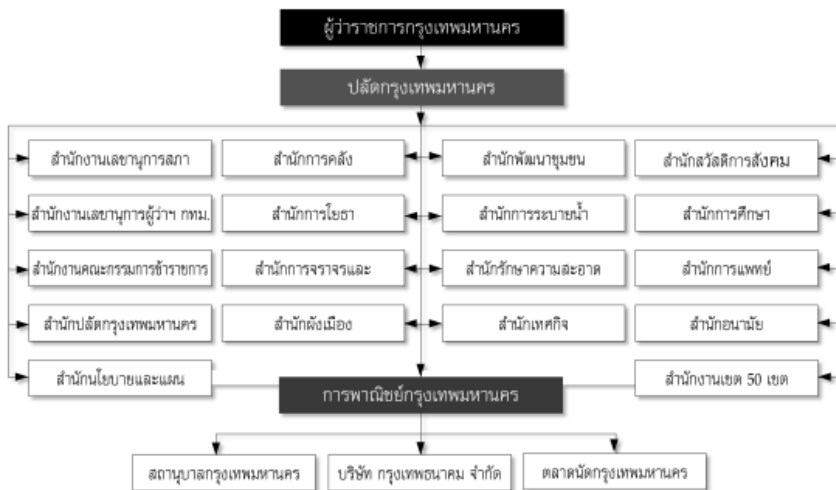 ผู้ว่าราชการกรุงเทพมหานคร
ปลัดกรุงเทพมหานคร
สำนักงานเลขานุการสภา
สำนักการคลัง
สำนักพัฒนาชุมชน
สำนักสวัสดิการสังคม
สำนักงานเลขานุการผู้ว่าฯ กทม.
สำนักการโยธา
สำนักการระบายน้ำ
สำนักการศึกษา
สำนักงานคณะกรรมการข้าราชการ
สำนักการจราจรและ
สำนักรักษาความสะอาด
สำนักการแพทย์
สำนักปลัดกรุงเทพมหานคร
สำนักผังเมือง
สำนักเทศกิจ
สำนักอนามัย
สำนักนโยบายและแผน
สำนักงานเขต 50 เขต
การพาณิชย์กรุงเทพมหานคร
สถานุบาลกรุงเทพมหานคร
บริษัท กรุงเทพธนาคม จำกัด
ตลาดนัดกรุงเทพมหานคร